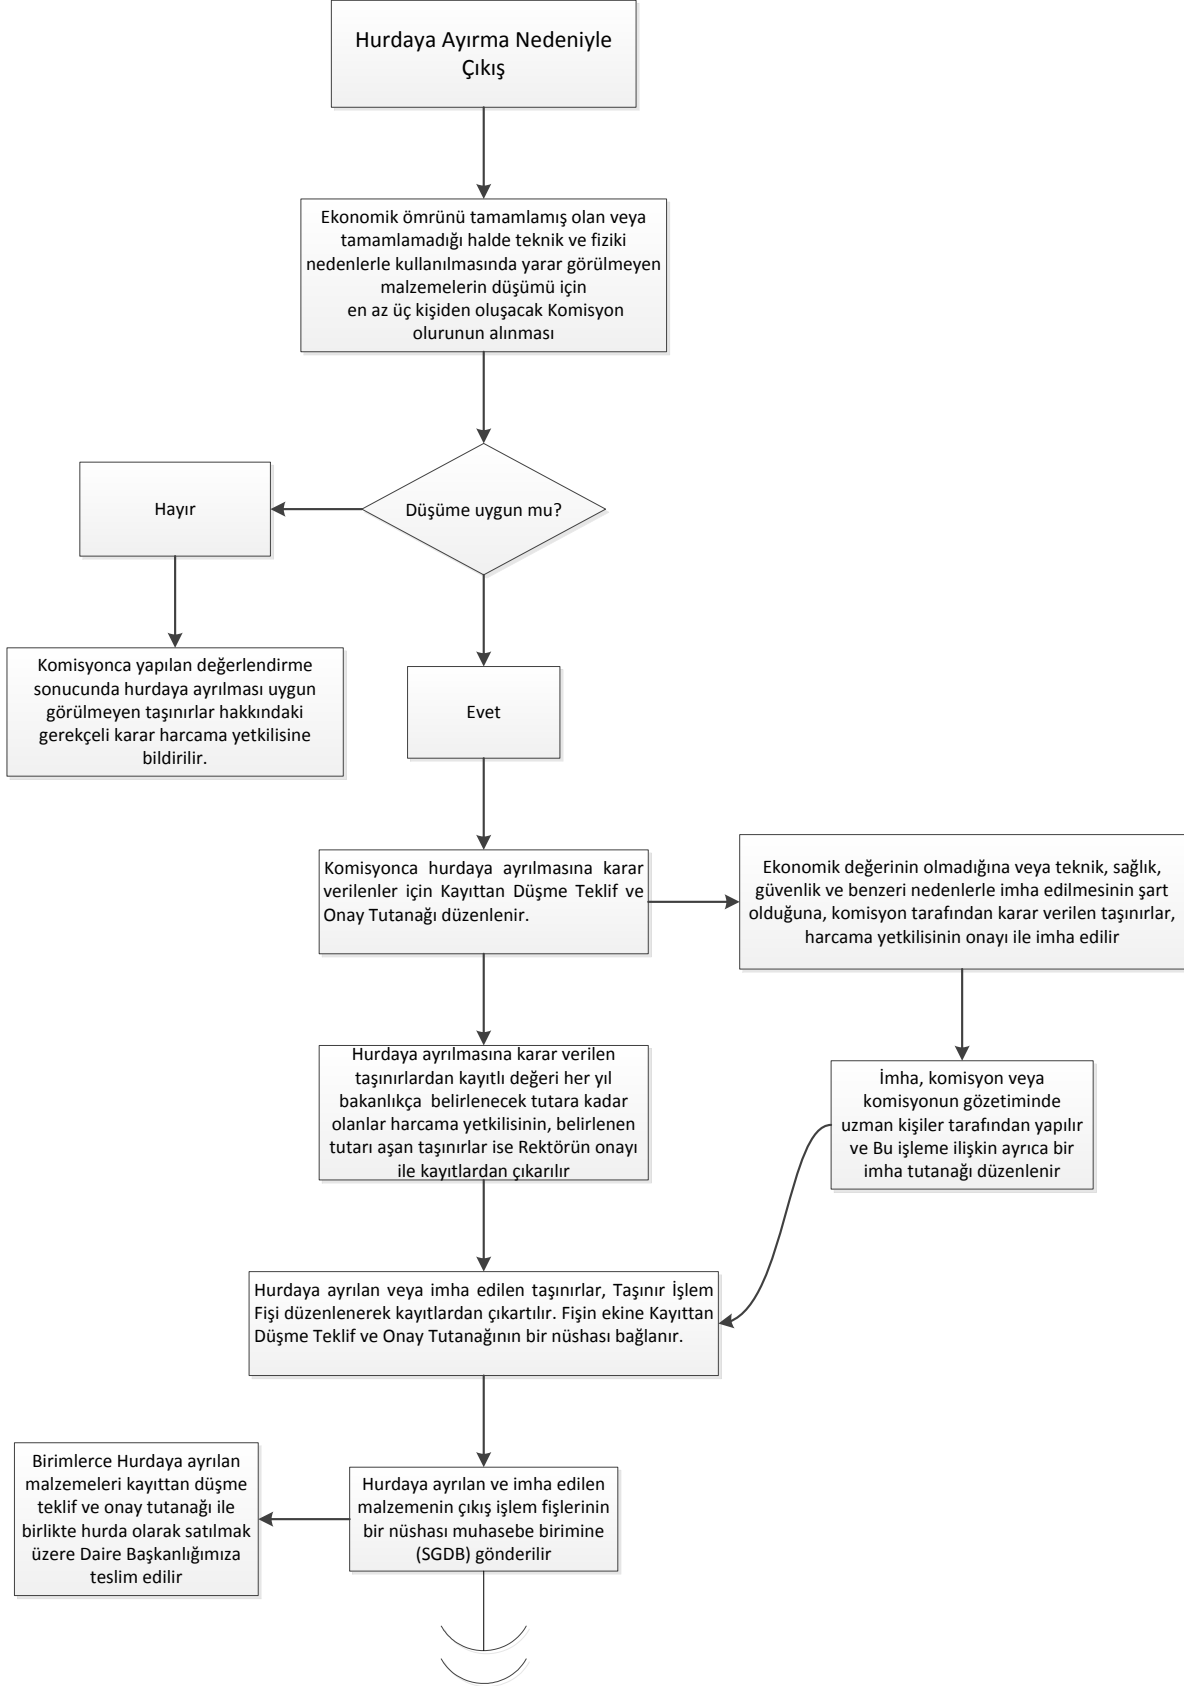 Hurdaya Ayırma Nedeniyle
Çıkış
Ekonomik ömrünü tamamlamış olan veya
tamamlamadığı halde teknik ve fiziki
nedenlerle kullanılmasında yarar görülmeyen
malzemelerin düşümü için
en az üç kişiden oluşacak Komisyon
olurunun alınması
Düşüme uygun mu?
Hayır
Komisyonca yapılan değerlendirme
sonucunda hurdaya ayrılması uygun
görülmeyen taşınırlar hakkındaki
gerekçeli karar harcama yetkilisine
bildirilir.
Evet
Komisyonca hurdaya ayrılmasına karar
verilenler için Kayıttan Düşme Teklif ve
Onay Tutanağı düzenlenir.
Ekonomik değerinin olmadığına veya teknik, sağlık,
güvenlik ve benzeri nedenlerle imha edilmesinin şart
olduğuna, komisyon tarafından karar verilen taşınırlar,
harcama yetkilisinin onayı ile imha edilir
Hurdaya ayrılmasına karar verilen
taşınırlardan kayıtlı değeri her yıl
bakanlıkça  belirlenecek tutara kadar
olanlar harcama yetkilisinin, belirlenen
tutarı aşan taşınırlar ise Rektörün onayı
ile kayıtlardan çıkarılır
İmha, komisyon veya
komisyonun gözetiminde
uzman kişiler tarafından yapılır
ve Bu işleme ilişkin ayrıca bir
imha tutanağı düzenlenir
Hurdaya ayrılan veya imha edilen taşınırlar, Taşınır İşlem
Fişi düzenlenerek kayıtlardan çıkartılır. Fişin ekine Kayıttan
Düşme Teklif ve Onay Tutanağının bir nüshası bağlanır.
Birimlerce Hurdaya ayrılan
malzemeleri kayıttan düşme
teklif ve onay tutanağı ile
birlikte hurda olarak satılmak
üzere Daire Başkanlığımıza
teslim edilir
Hurdaya ayrılan ve imha edilen
malzemenin çıkış işlem fişlerinin
bir nüshası muhasebe birimine
(SGDB) gönderilir